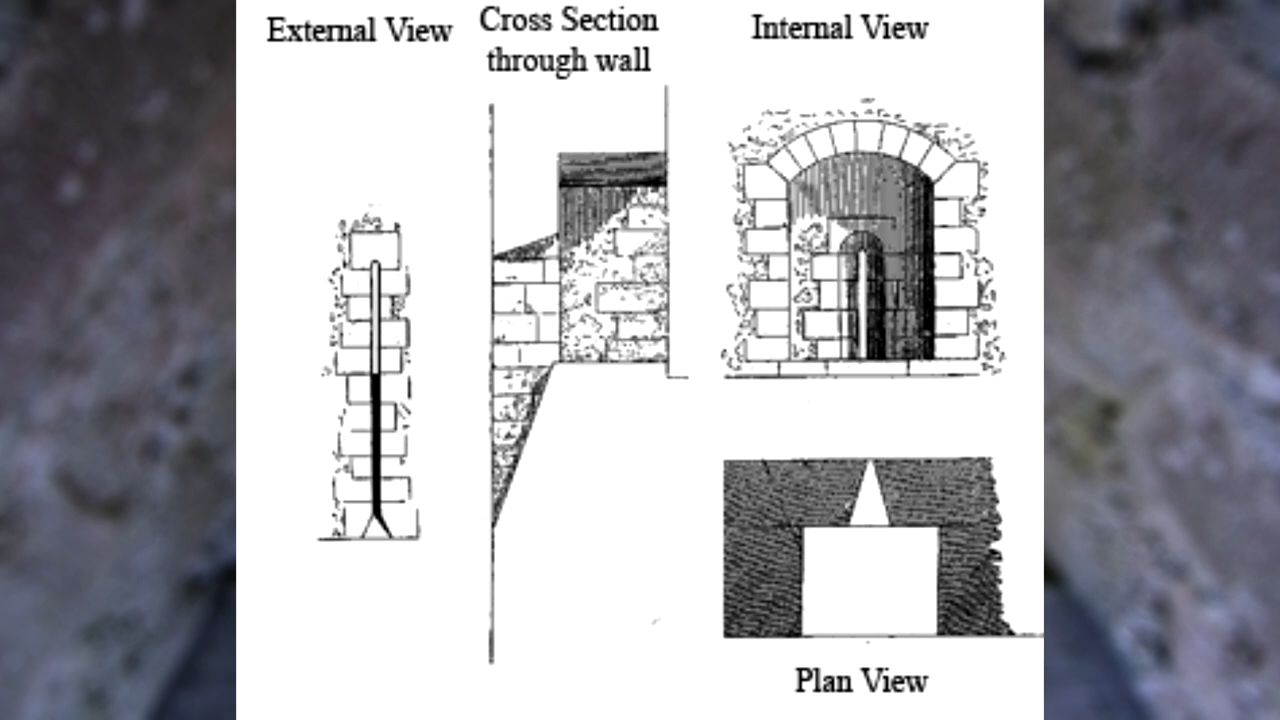 External View
Cross Section
through wall
Internal View
Plan View